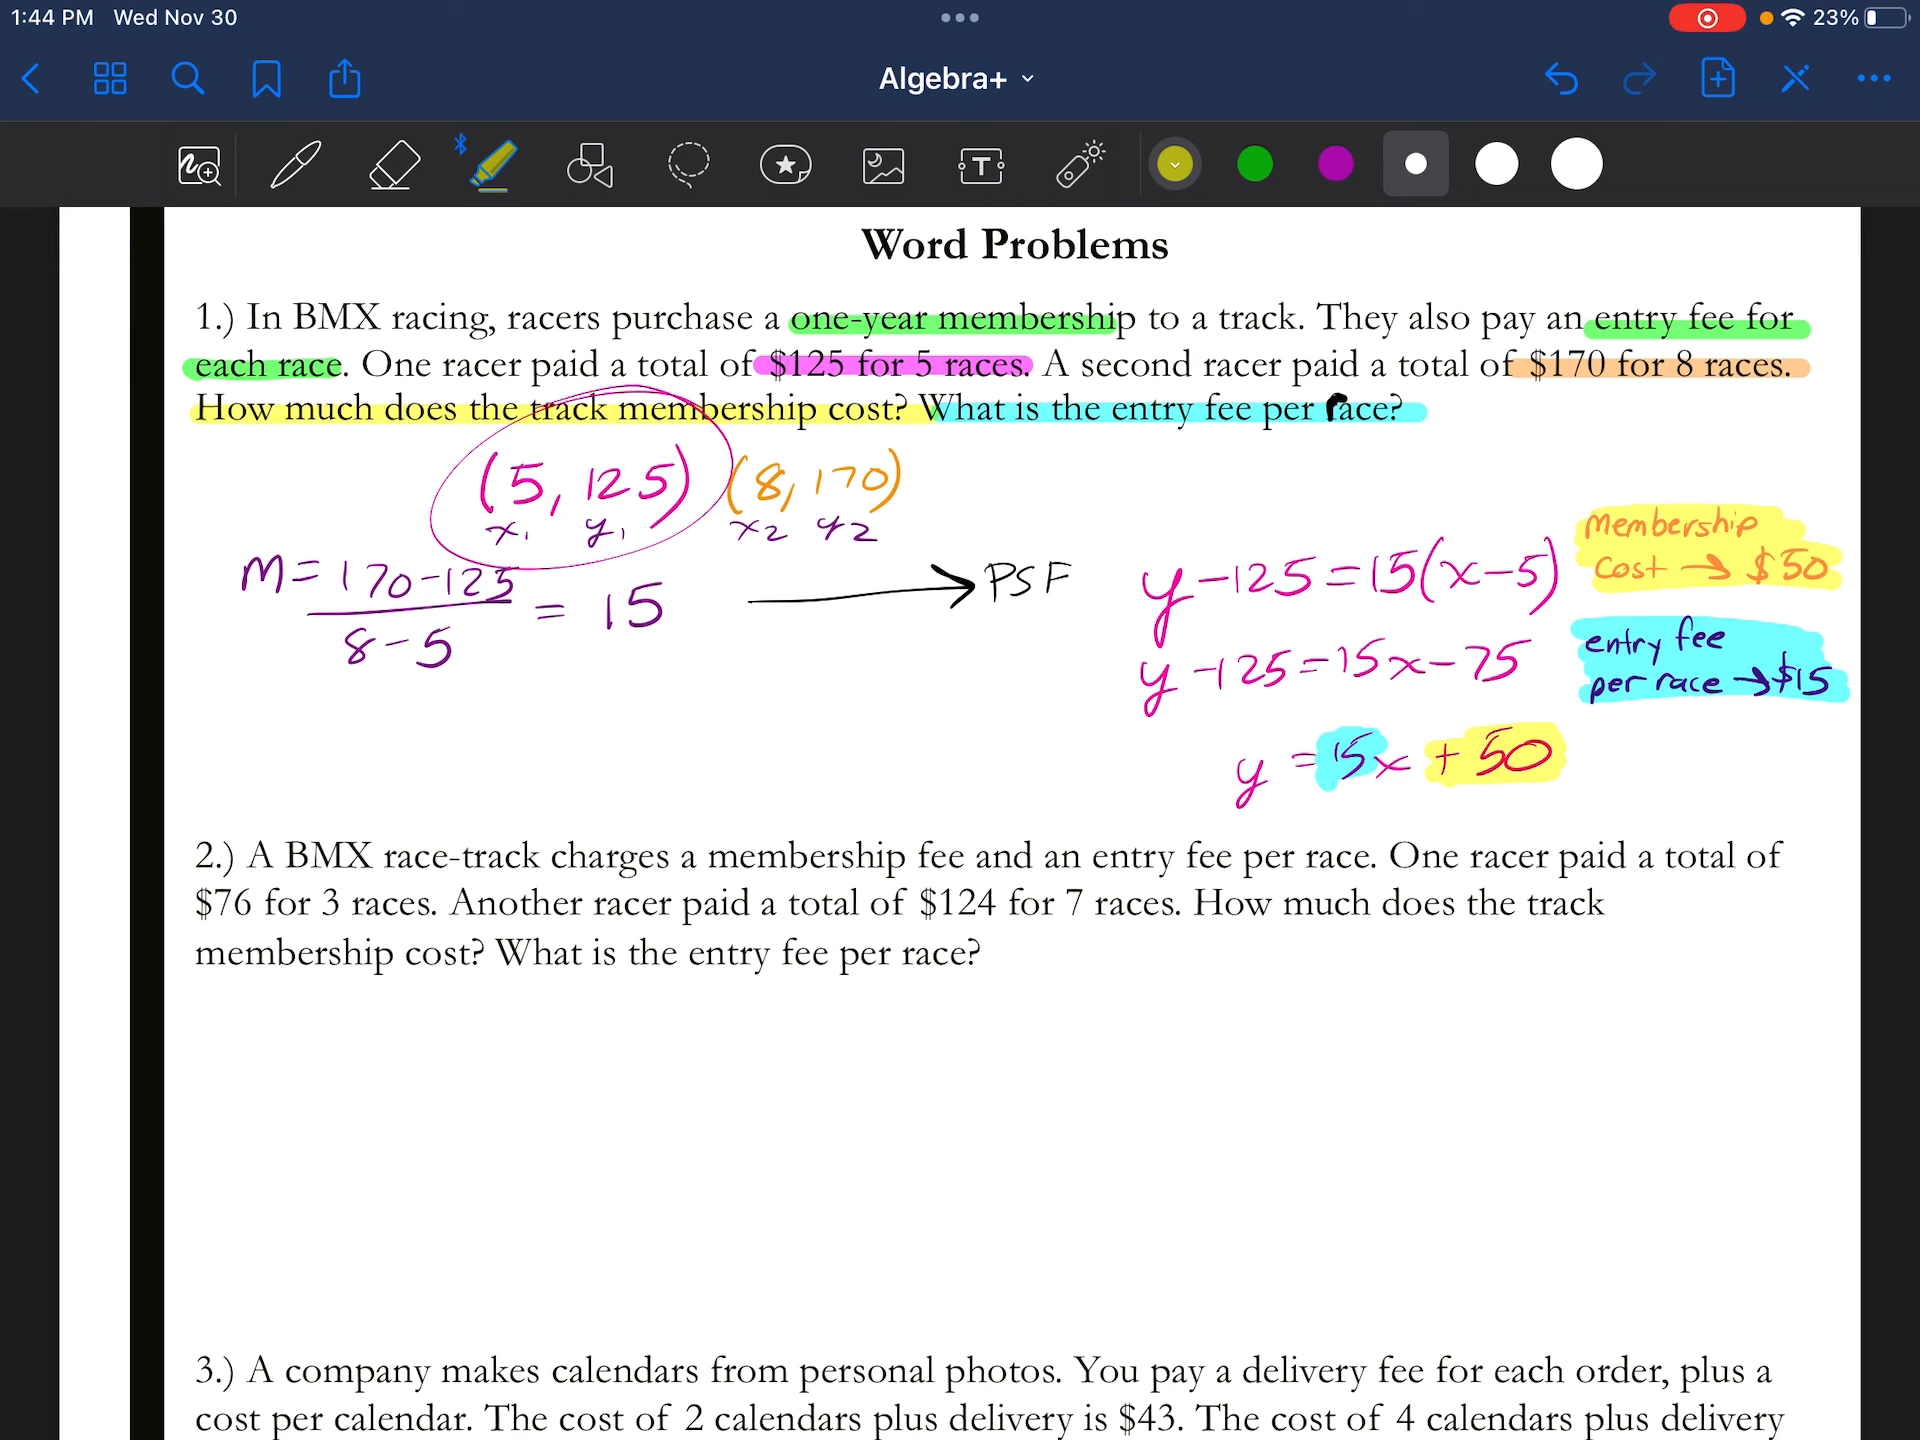 1:44 PM Wed Nov 30
23%
Algebra+
T
Word Problems
1.) In BMX racing, racers purchase a one-year membership to a track. They also pay an entry fee for
each race. One racer paid a total of $125 for 5 races. A second racer paid a total of $170 for 8 races.
How much does the track membership cost? What is the entry fee per race?
(5, 125) (8, 170)
x₁ y₁ x2 y2
m = 170-125 / 8-5 = 15 → PSF
y - 125 = 15(x - 5)
y - 125 = 15x - 75
y = 15x + 50
membership
cost → $50
entry fee
per race → $15
2.) A BMX race-track charges a membership fee and an entry fee per race. One racer paid a total of
$76 for 3 races. Another racer paid a total of $124 for 7 races. How much does the track
membership cost? What is the entry fee per race?
3.) A company makes calendars from personal photos. You pay a delivery fee for each order, plus a
cost per calendar. The cost of 2 calendars plus delivery is $43. The cost of 4 calendars plus delivery